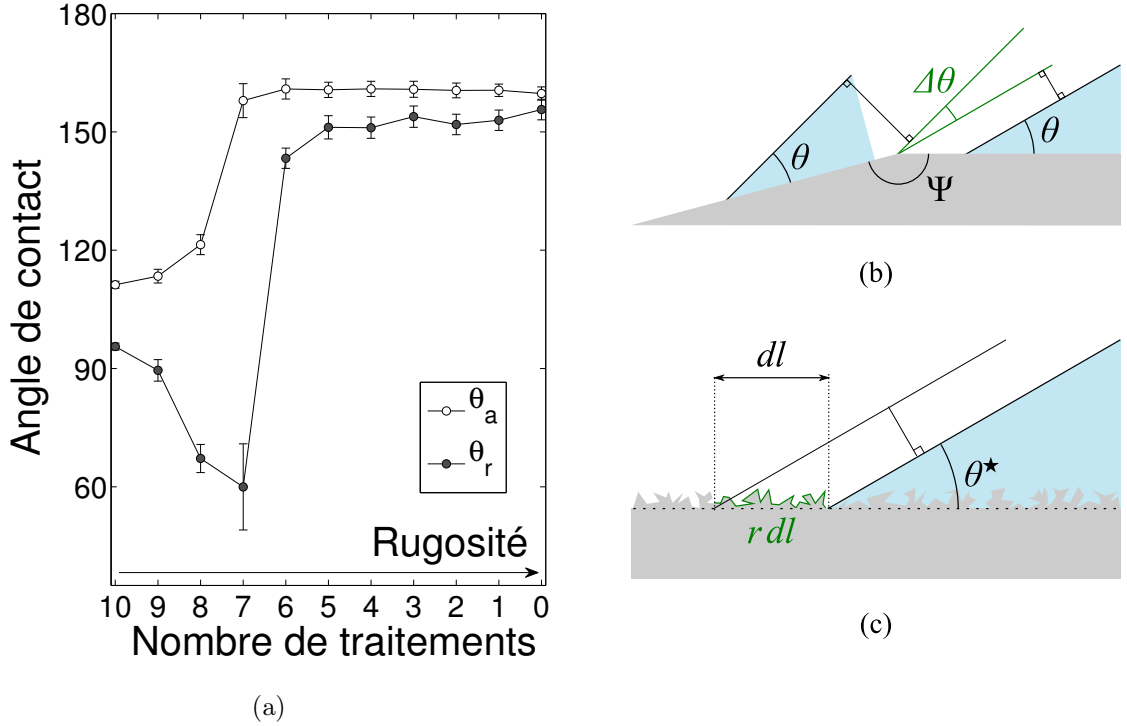 180
150
120
90
60
Angle de contact
θa
θr
Rugosité
10 9 8 7 6 5 4 3 2 1 0
Nombre de traitements
(a)
Δθ
θ
θ
Ψ
(b)
dl
θ★
r dl
(c)